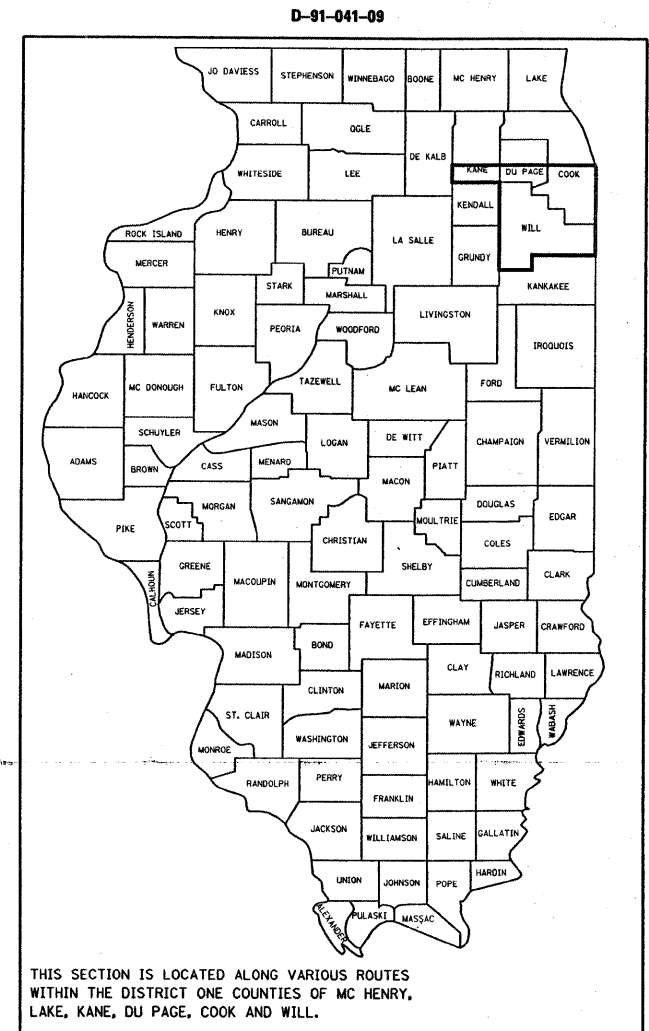 D-91-041-09
JO DAVIESS STEPHENSON WINNEBAGO BOONE MC HENRY LAKE
CARROLL OGLE
DE KALB KANE DU PAGE COOK
WHITESIDE LEE
KENDALL
ROCK ISLAND HENRY BUREAU LA SALLE WILL
MERCER PUTNAM GRUNDY
STARK MARSHALL KANKAKEE
HENDERSON WARREN KNOX PEORIA WOODFORD LIVINGSTON
IROQUOIS
HANCOCK MC DONOUGH FULTON TAZEWELL MC LEAN FORD
MASON
SCHUYLER LOGAN DE WITT CHAMPAIGN VERMILION
ADAMS BROWN CASS MENARD PIATT
MACON
MORGAN SANGAMON DOUGLAS EDGAR
PIKE SCOTT CHRISTIAN MOULTRIE
COLES
GREENE SHELBY
CALHOUN MACOUPIN MONTGOMERY CUMBERLAND CLARK
JERSEY
FAYETTE EFFINGHAM JASPER CRAWFORD
MADISON BOND
CLAY RICHLAND LAWRENCE
CLINTON MARION
ST. CLAIR WAYNE EDWARDS WABASH
WASHINGTON JEFFERSON
MONROE
RANDOLPH PERRY HAMILTON WHITE
FRANKLIN
JACKSON WILLIAMSON SALINE GALLATIN
HARDIN
UNION JOHNSON POPE
ALEXANDER PULASKI MASSAC
THIS SECTION IS LOCATED ALONG VARIOUS ROUTES
WITHIN THE DISTRICT ONE COUNTIES OF MC HENRY,
LAKE, KANE, DU PAGE, COOK AND WILL.